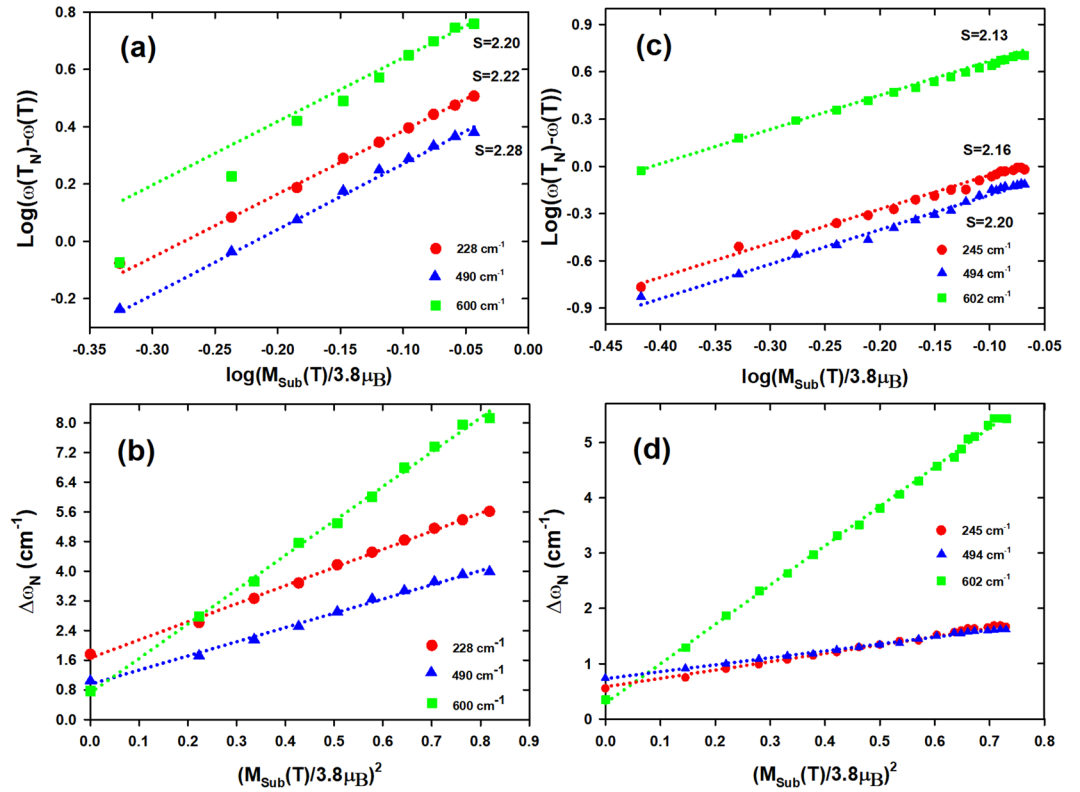 (a)
S=2.20
S=2.22
S=2.28
228 cm⁻¹
490 cm⁻¹
600 cm⁻¹
Log(ω(T_N)-ω(T))
0.8
0.6
0.4
0.2
0.0
-0.2
-0.35 -0.30 -0.25 -0.20 -0.15 -0.10 -0.05 0.00
log(M_Sub(T)/3.8μ_B)
(c)
S=2.13
S=2.16
S=2.20
245 cm⁻¹
494 cm⁻¹
602 cm⁻¹
Log(ω(T_N)-ω(T))
0.9
0.6
0.3
0.0
-0.3
-0.6
-0.9
-0.45 -0.40 -0.35 -0.30 -0.25 -0.20 -0.15 -0.10 -0.05
log(M_Sub(T)/3.8μ_B)
(b)
228 cm⁻¹
490 cm⁻¹
600 cm⁻¹
Δω_N (cm⁻¹)
8.0
7.2
6.4
5.6
4.8
4.0
3.2
2.4
1.6
0.8
0.0
0.0 0.1 0.2 0.3 0.4 0.5 0.6 0.7 0.8 0.9
(M_Sub(T)/3.8μ_B)²
(d)
245 cm⁻¹
494 cm⁻¹
602 cm⁻¹
Δω_N (cm⁻¹)
5
4
3
2
1
0
0.0 0.1 0.2 0.3 0.4 0.5 0.6 0.7 0.8
(M_Sub(T)/3.8μ_B)²